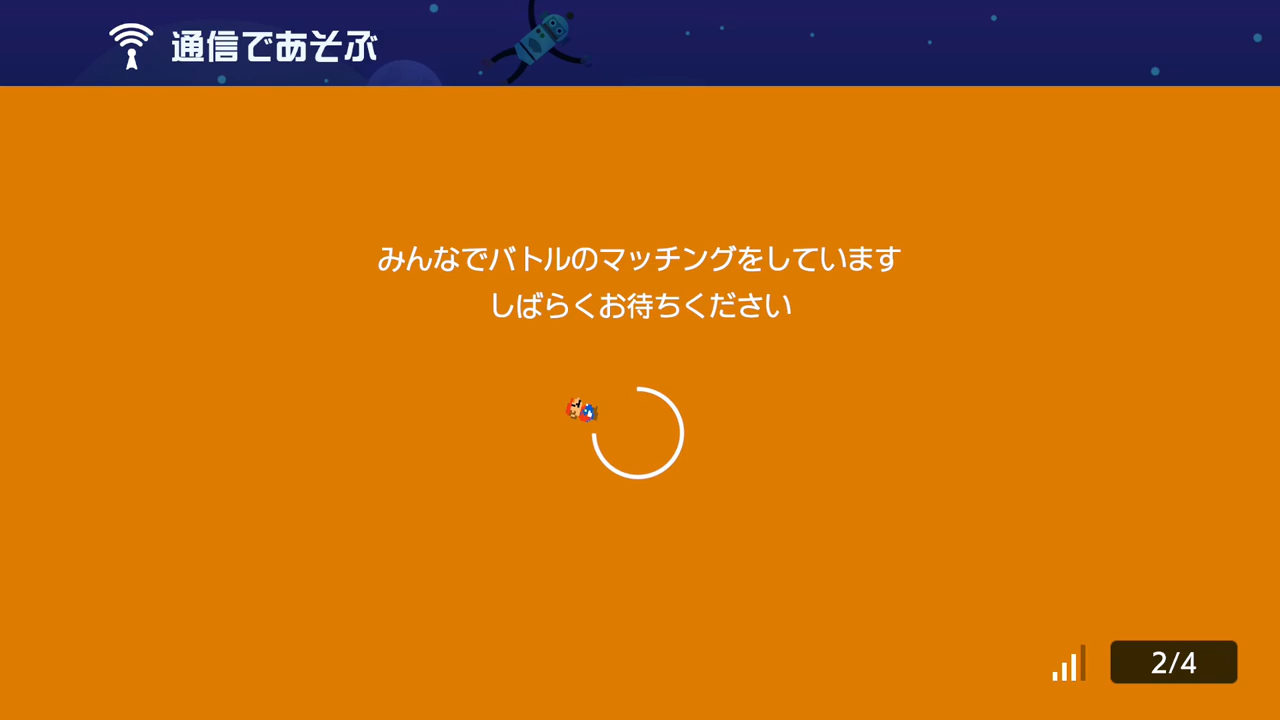 通信であそぶ
みんなでバトルのマッチングをしています
しばらくお待ちください
2/4